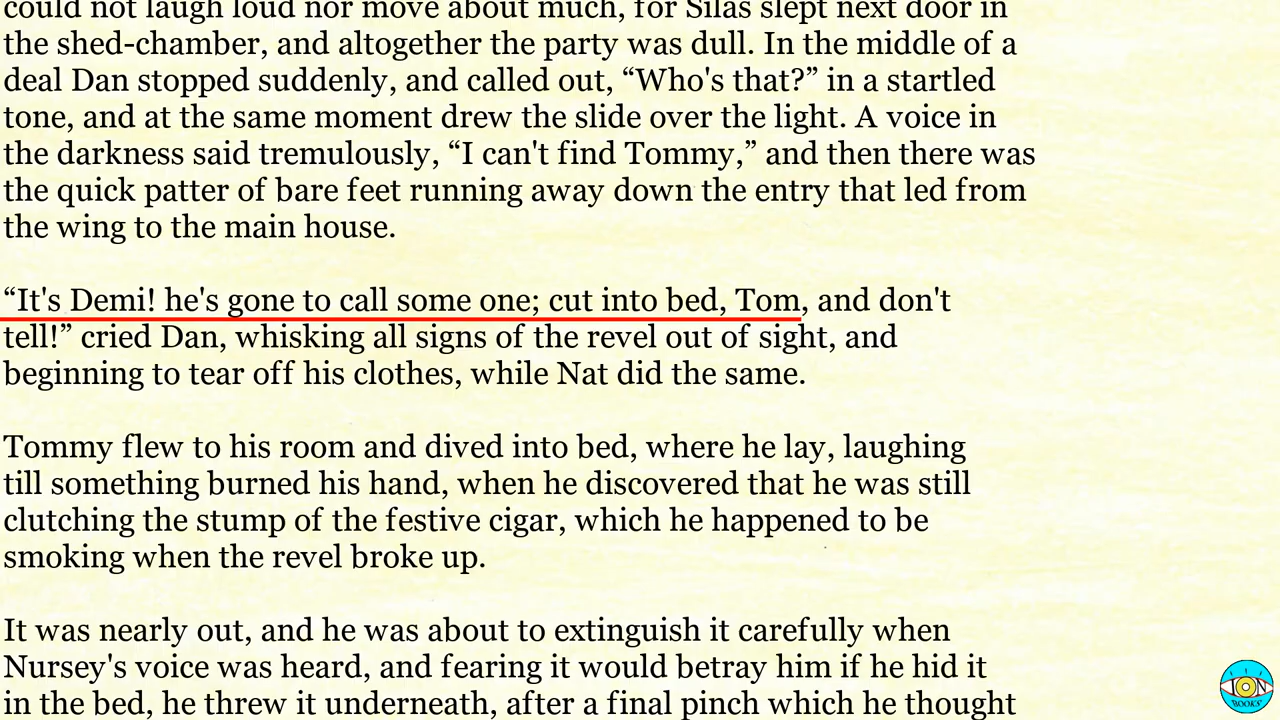 could not laugh loud nor move about much, for Silas slept next door in
the shed-chamber, and altogether the party was dull. In the middle of a
deal Dan stopped suddenly, and called out, “Who's that?” in a startled
tone, and at the same moment drew the slide over the light. A voice in
the darkness said tremulously, “I can't find Tommy,” and then there was
the quick patter of bare feet running away down the entry that led from
the wing to the main house.
“It's Demi! he's gone to call some one; cut into bed, Tom, and don't
tell!” cried Dan, whisking all signs of the revel out of sight, and
beginning to tear off his clothes, while Nat did the same.
Tommy flew to his room and dived into bed, where he lay, laughing
till something burned his hand, when he discovered that he was still
clutching the stump of the festive cigar, which he happened to be
smoking when the revel broke up.
It was nearly out, and he was about to extinguish it carefully when
Nursey's voice was heard, and fearing it would betray him if he hid it
in the bed, he threw it underneath, after a final pinch which he thought
ION
BOOKS